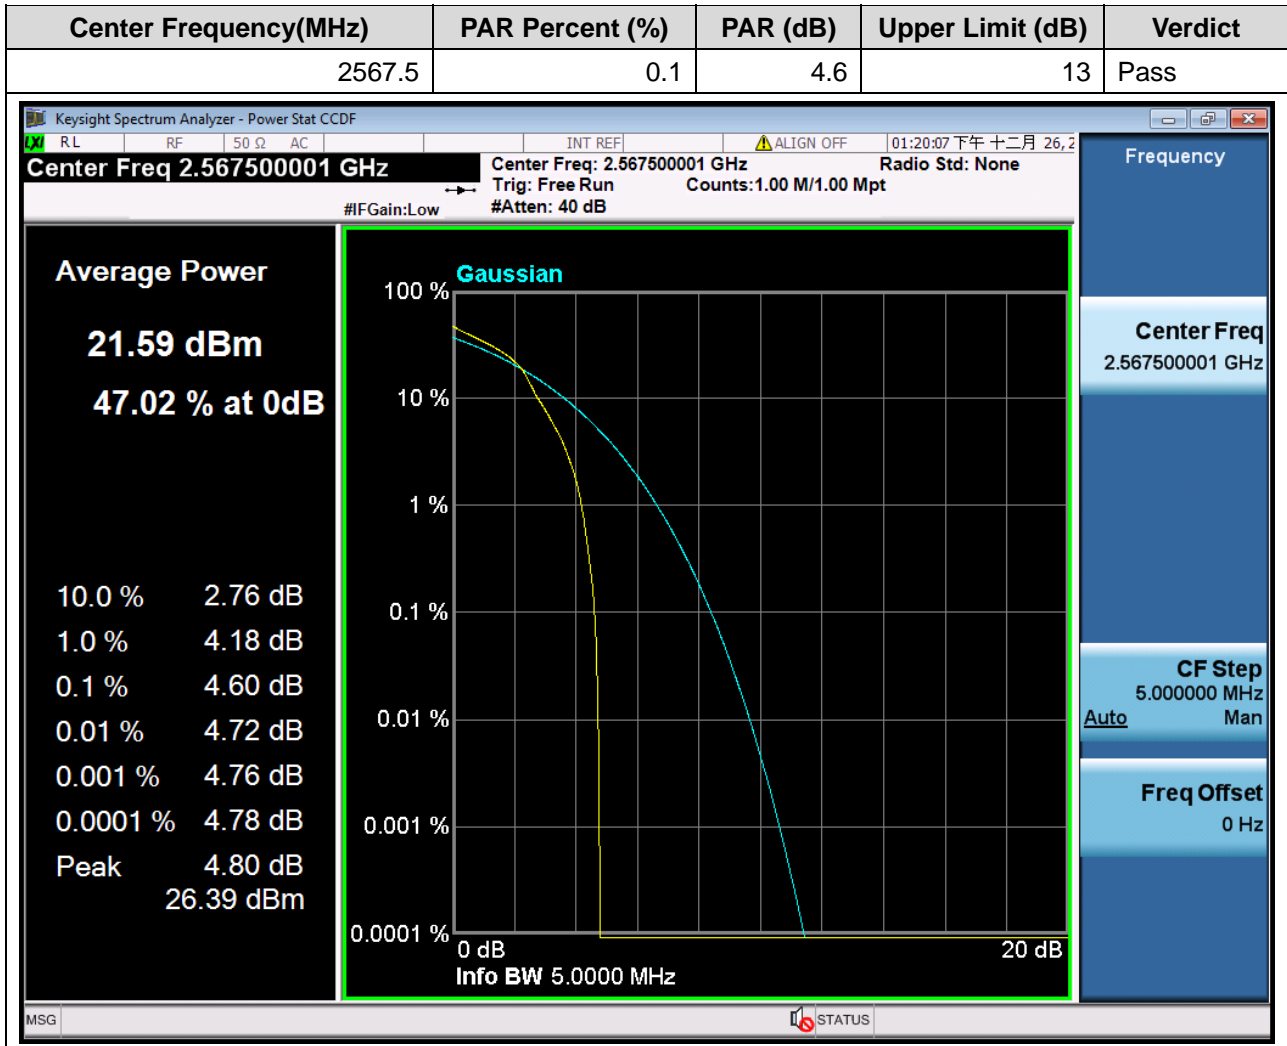 Center Frequency(MHz) PAR Percent (%) PAR (dB) Upper Limit (dB) Verdict
2567.5 0.1 4.6 13 Pass
Keysight Spectrum Analyzer - Power Stat CCDF
LXI RL RF 50 Ω AC INT REF ALIGN OFF 01:20:07 下午 十二月 26, 2
Center Freq 2.567500001 GHz
Center Freq: 2.567500001 GHz Radio Std: None
Trig: Free Run Counts:1.00 M/1.00 Mpt
#IFGain:Low #Atten: 40 dB
Average Power
21.59 dBm
47.02 % at 0dB
10.0 % 2.76 dB
1.0 % 4.18 dB
0.1 % 4.60 dB
0.01 % 4.72 dB
0.001 % 4.76 dB
0.0001 % 4.78 dB
Peak 4.80 dB
26.39 dBm
Gaussian
100 %
10 %
1 %
0.1 %
0.01 %
0.001 %
0.0001 %
0 dB 20 dB
Info BW 5.0000 MHz
Frequency
Center Freq
2.567500001 GHz
CF Step
5.000000 MHz
Auto Man
Freq Offset
0 Hz
MSG STATUS